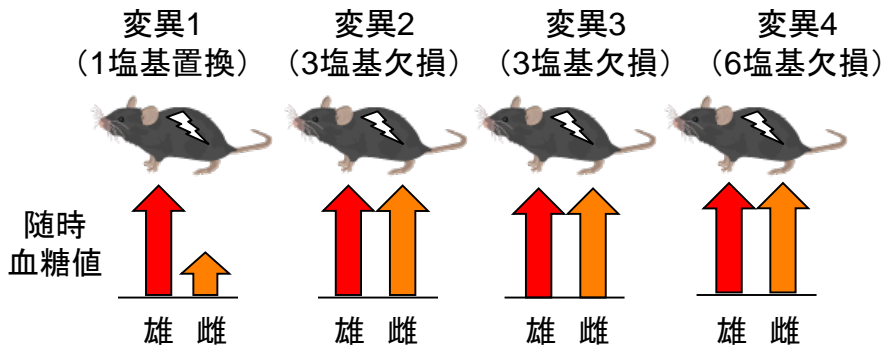 変異1
(1塩基置換)
変異2
(3塩基欠損)
変異3
(3塩基欠損)
変異4
(6塩基欠損)
随時
血糖値
雄 雌
雄 雌
雄 雌
雄 雌